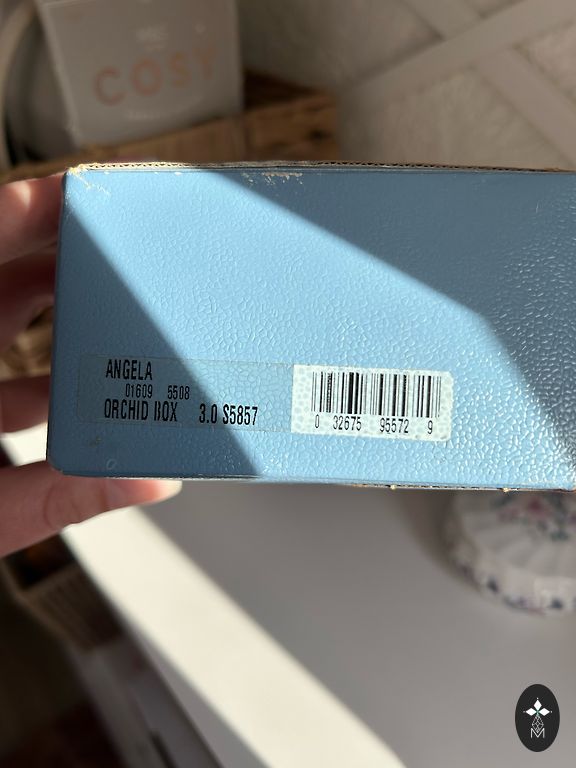 COSY
ANGELA
01609 5508
ORCHID BOX 3.0 S5857
0 32675 95572 9
M